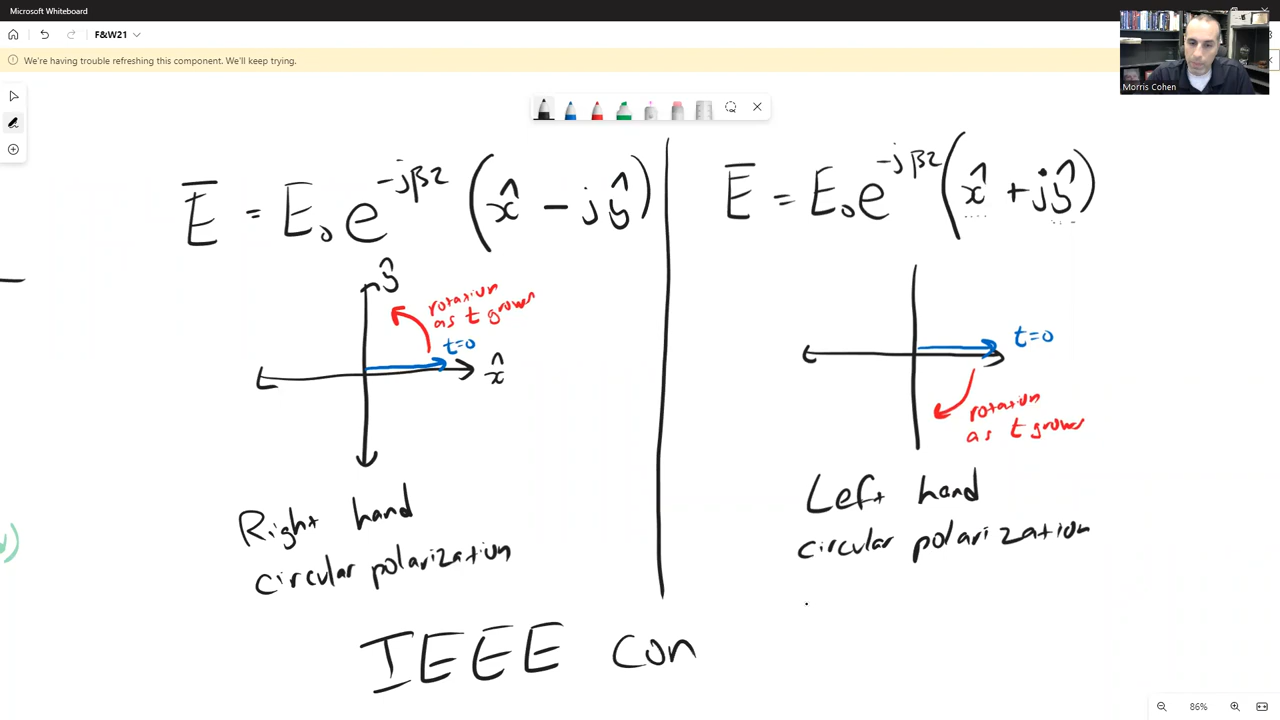 Microsoft Whiteboard
F&W21
We're having trouble refreshing this component. We'll keep trying.
Morris Cohen
E̅ = E₀ e^{-jβz} (x̂ - jŷ)
ŷ
rotation
as t grows
t=0
x̂
Right hand
circular polarization
E̅ = E₀ e^{-jβz} (x̂ + jŷ)
t=0
rotation
as t grows
Left hand
circular polarization
IEEE con
86%